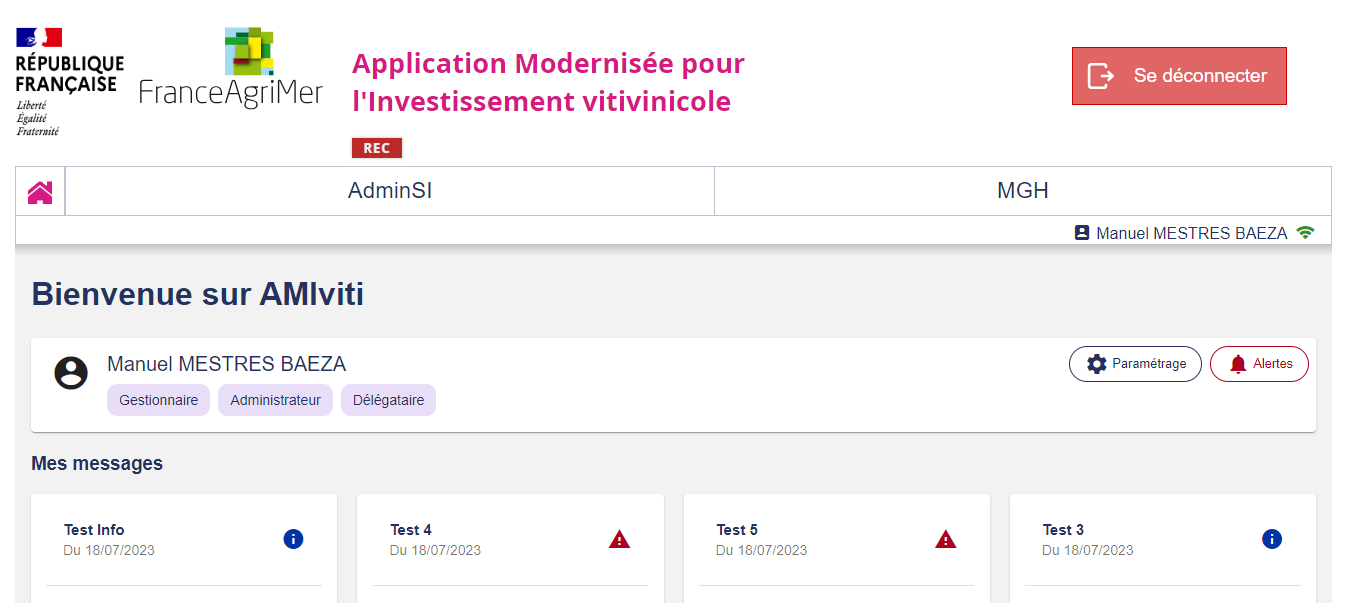 RÉPUBLIQUE
FRANÇAISE
Liberté
Égalité
Fraternité
FranceAgriMer
Application Modernisée pour
l'Investissement vitivinicole
REC
Se déconnecter
AdminSI
MGH
Manuel MESTRES BAEZA
Bienvenue sur AMIviti
Manuel MESTRES BAEZA
Gestionnaire
Administrateur
Délégataire
Paramétrage
Alertes
Mes messages
Test Info
Du 18/07/2023
Test 4
Du 18/07/2023
Test 5
Du 18/07/2023
Test 3
Du 18/07/2023